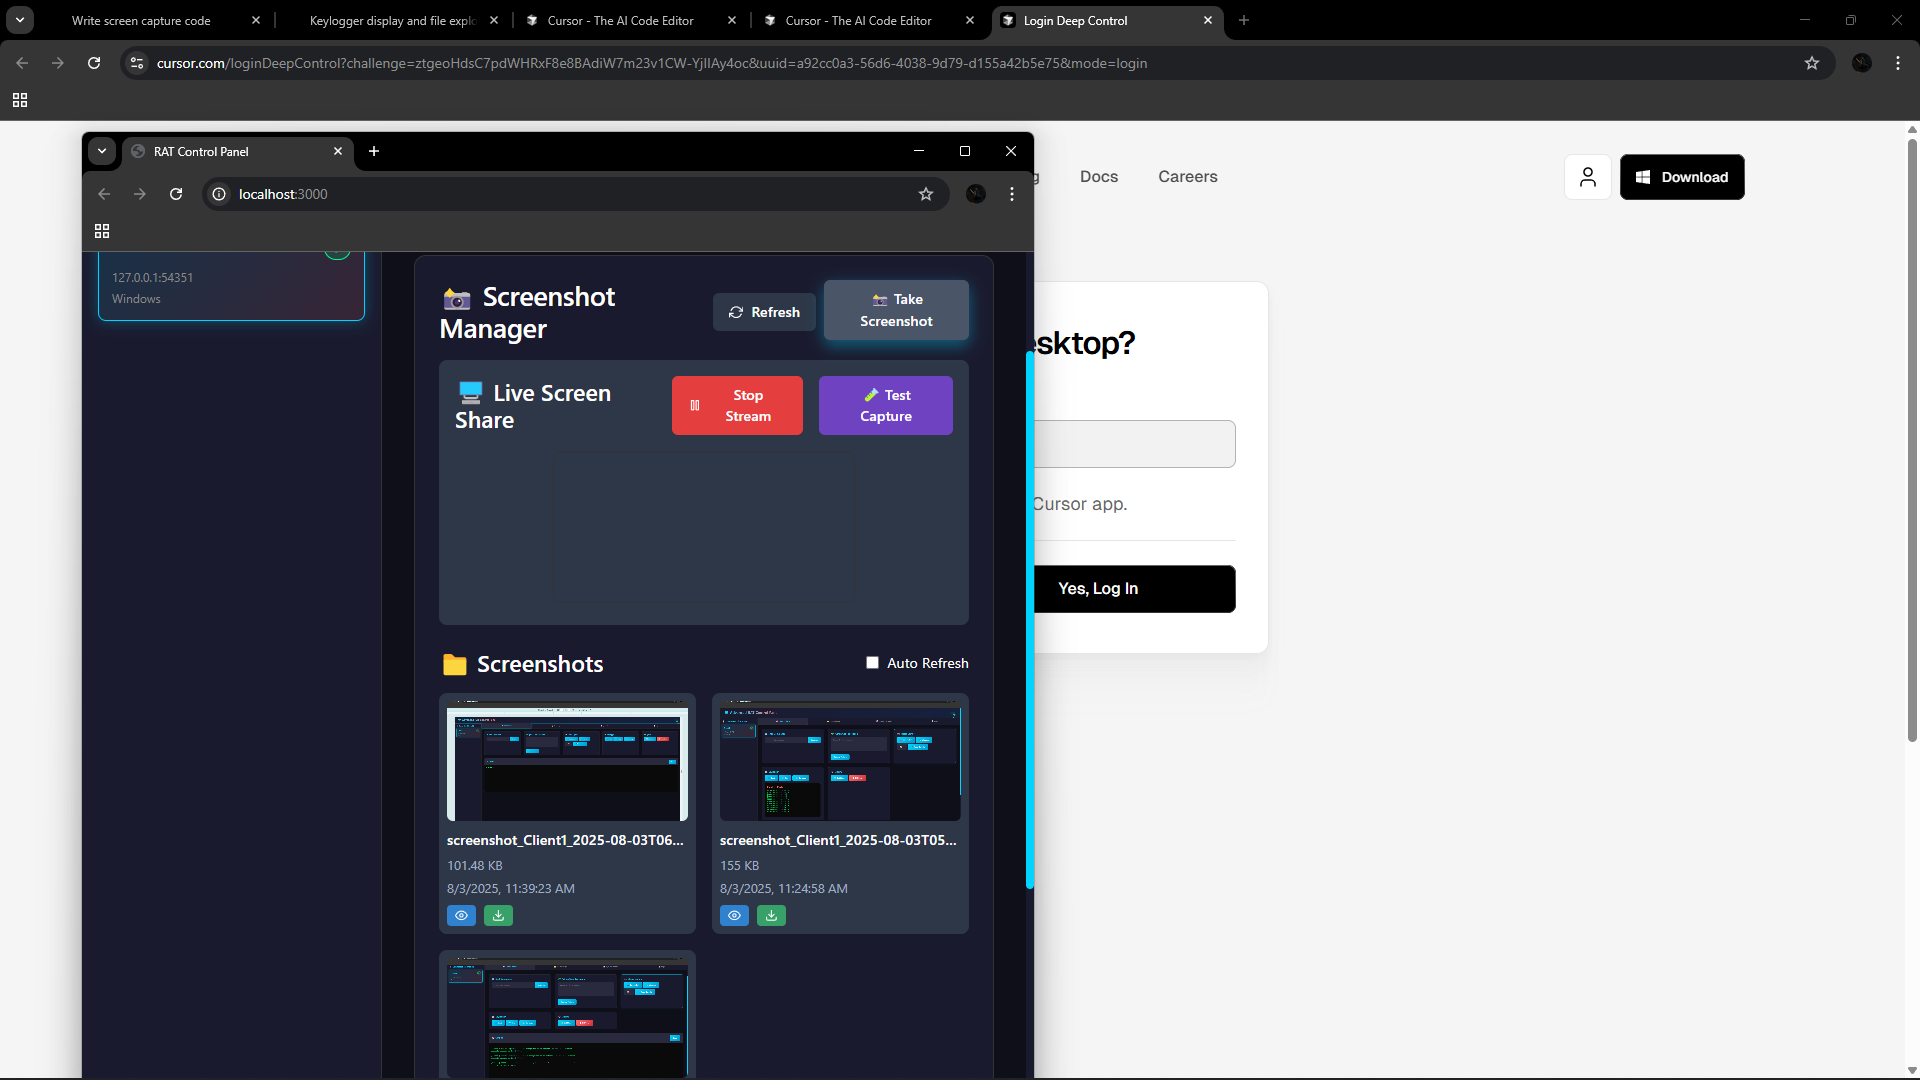 Write screen capture code
Keylogger display and file explo
Cursor - The AI Code Editor
Cursor - The AI Code Editor
Login Deep Control
cursor.com/loginDeepControl?challenge=ztgeoHdsC7pdWHRxF8e8BAdiW7m23v1CW-YjIlAy4oc&uuid=a92cc0a3-56d6-4038-9d79-d155a42b5e75&mode=login
RAT Control Panel
localhost:3000
g
Docs
Careers
Download
127.0.0.1:54351
Windows
Screenshot
Manager
Refresh
Take
Screenshot
Live Screen
Share
Stop
Stream
Test
Capture
esktop?
Cursor app.
Yes, Log In
Screenshots
Auto Refresh
screenshot_Client1_2025-08-03T06...
101.48 KB
8/3/2025, 11:39:23 AM
screenshot_Client1_2025-08-03T05...
155 KB
8/3/2025, 11:24:58 AM